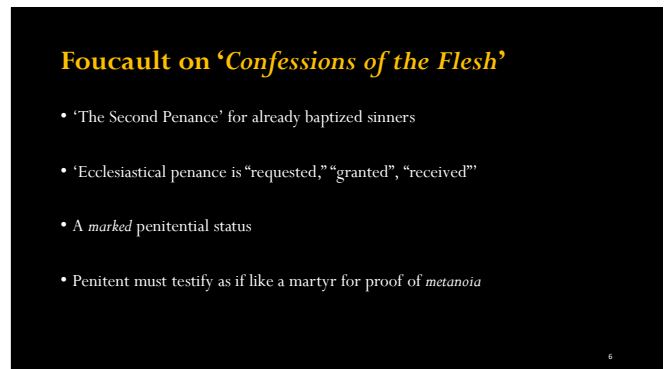 Foucault on ‘Confessions of the Flesh’
• ‘The Second Penance’ for already baptized sinners
• ‘Ecclesiastical penance is “requested,” “granted”, “received”’
• A marked penitential status
• Penitent must testify as if like a martyr for proof of metanoia
6